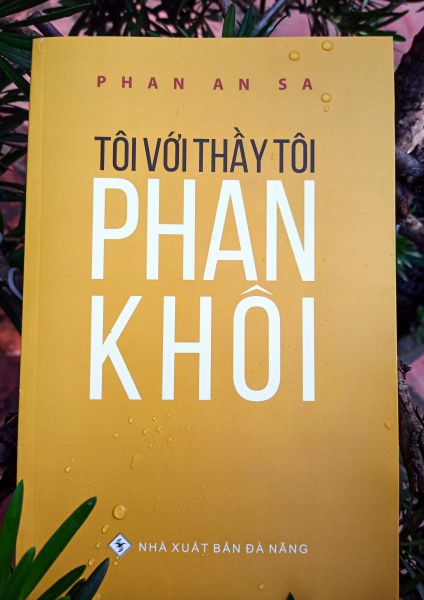 PHAN AN SA
TÔI VỚI THẦY TÔI
PHAN
KHÔI
NHÀ XUẤT BẢN ĐÀ NẴNG